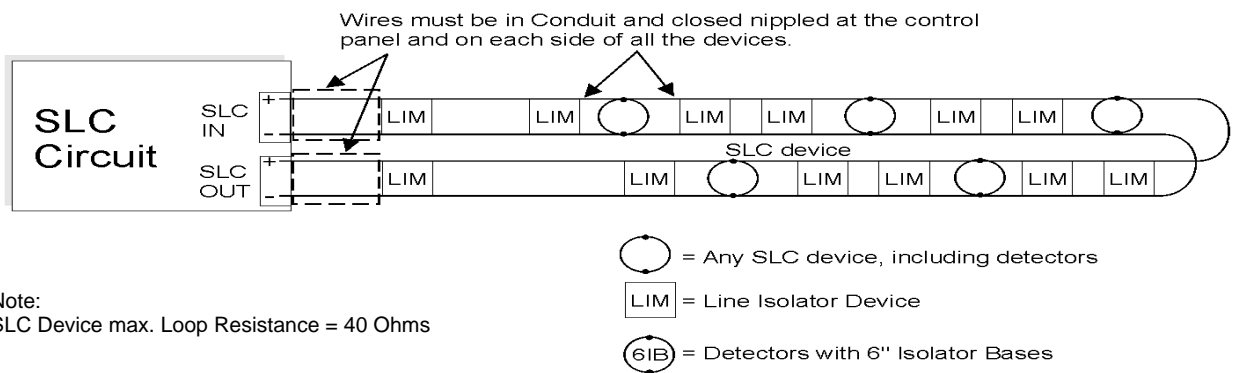 Wires must be in Conduit and closed nippled at the control
panel and on each side of all the devices.
SLC
Circuit
SLC
IN
+
-
LIM
LIM
LIM
LIM
LIM
LIM
SLC device
SLC
OUT
+
-
LIM
LIM
LIM
LIM
LIM
LIM
= Any SLC device, including detectors
LIM = Line Isolator Device
6IB = Detectors with 6" Isolator Bases
Note:
SLC Device max. Loop Resistance = 40 Ohms